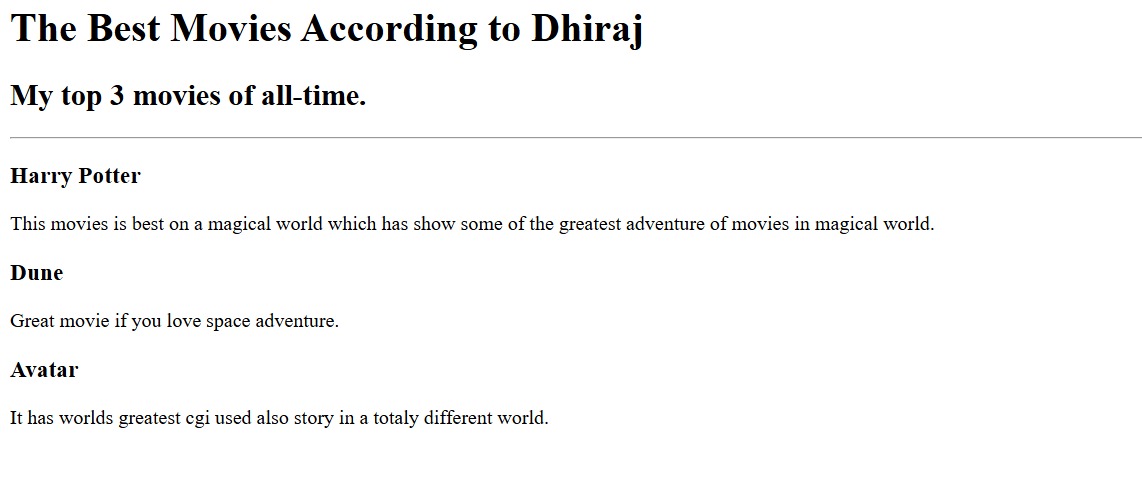 The Best Movies According to Dhiraj
My top 3 movies of all-time.
Harry Potter
This movies is best on a magical world which has show some of the greatest adventure of movies in magical world.
Dune
Great movie if you love space adventure.
Avatar
It has worlds greatest cgi used also story in a totaly different world.